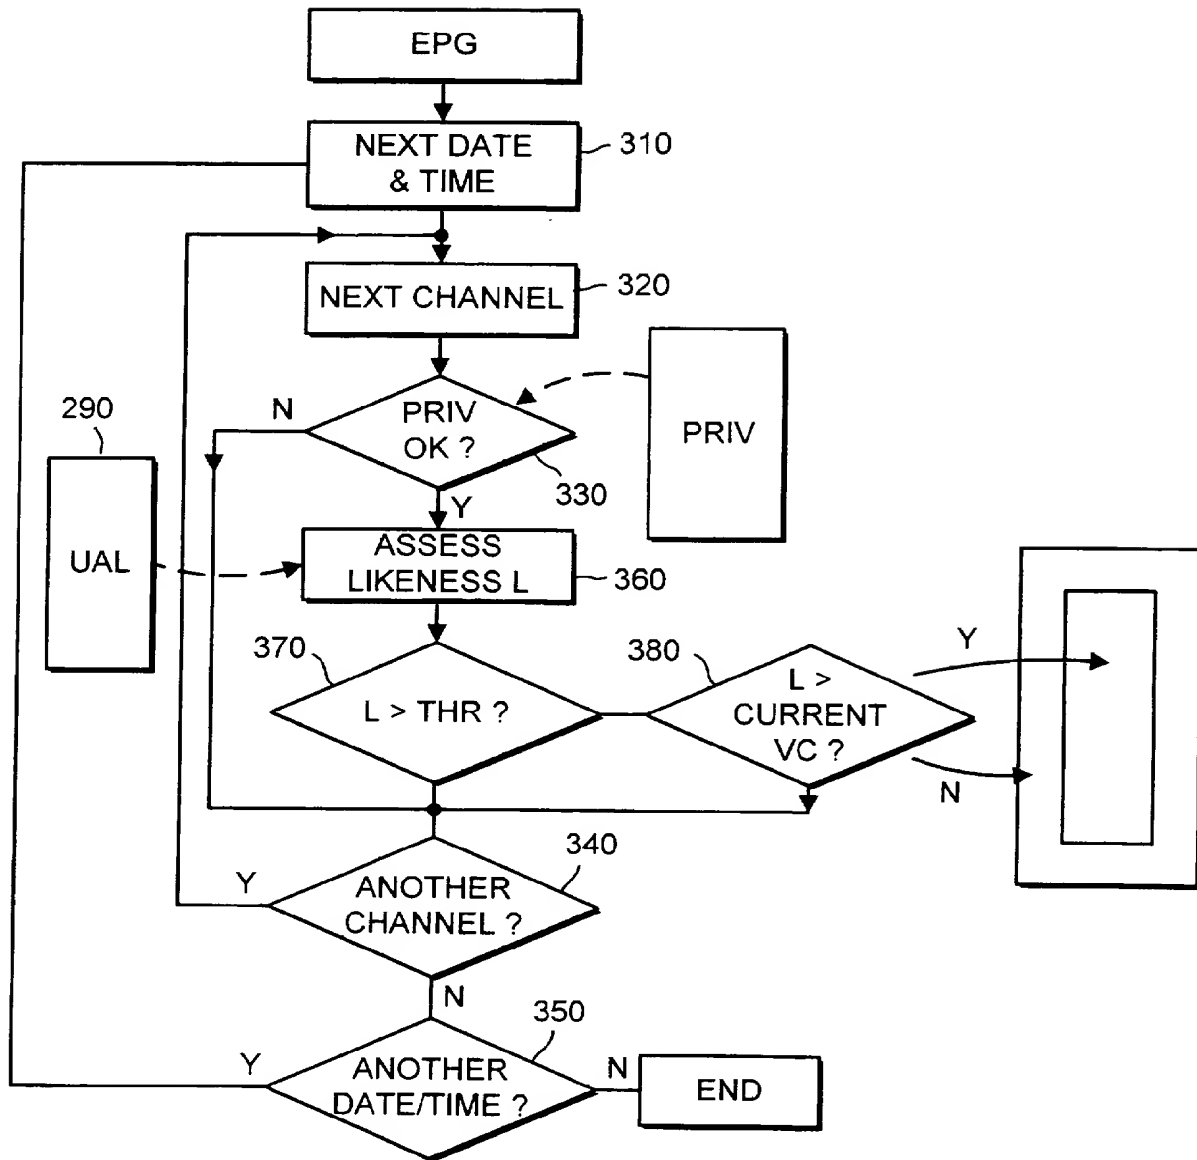 EPG
NEXT DATE
& TIME
310
NEXT CHANNEL
320
N
PRIV
OK ?
330
PRIV
290
UAL
Y
ASSESS
LIKENESS L
360
370
L > THR ?
380
L >
CURRENT
VC ?
Y
N
340
Y
ANOTHER
CHANNEL ?
N
350
Y
ANOTHER
DATE/TIME ?
N
END